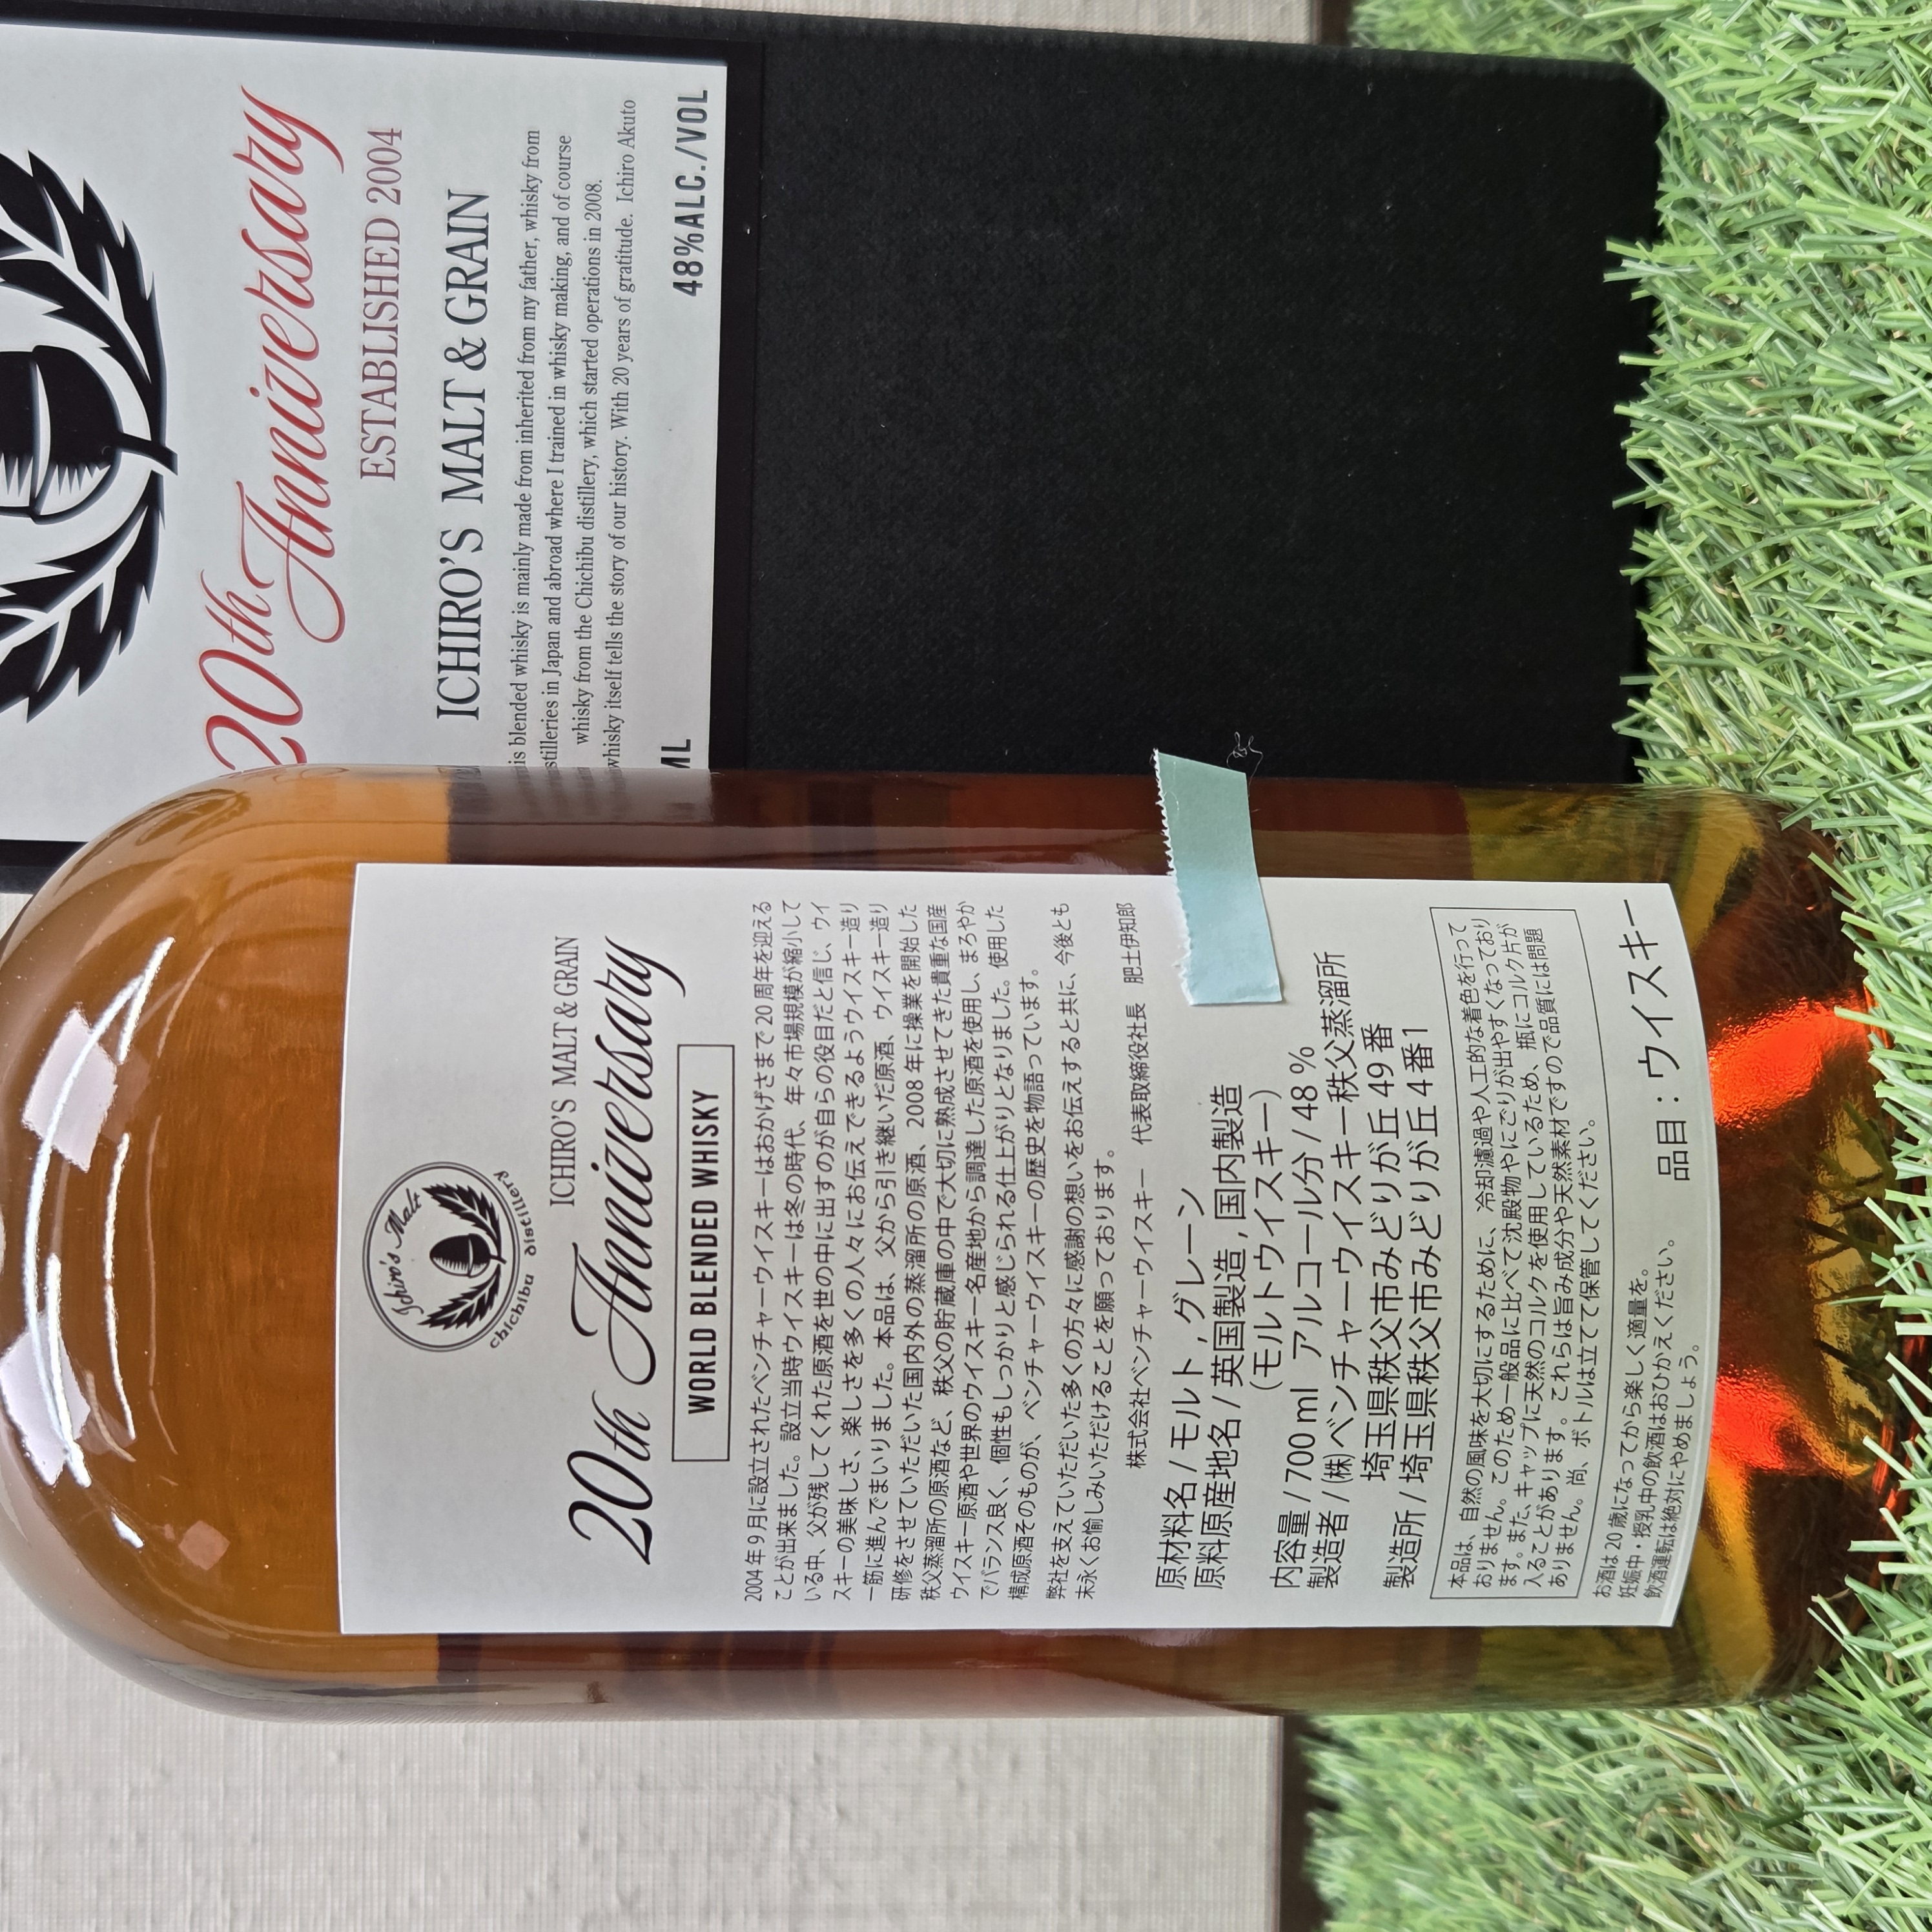 20th Anniversary
ESTABLISHED 2004
ICHIRO'S MALT & GRAIN
is blended whisky is mainly made from inherited from my father, whisky from
stilleries in Japan and abroad where I trained in whisky making, and of course
whisky from the Chichibu distillery, which started operations in 2008.
whisky itself tells the story of our history. With 20 years of gratitude. Ichiro Akuto
ML
48%ALC./VOL
Ichiro's Malt
chichibu distillery
ICHIRO'S MALT & GRAIN
20th Anniversary
WORLD BLENDED WHISKY
2004年9月に設立されたベンチャーウイスキーはおかげさまで20周年を迎える
ことが出来ました。設立当時ウイスキーは冬の時代、年々市場規模が縮小して
いる中、父が残してくれた原酒を世の中に出すのが自らの役目だと信じ、ウイ
スキーの美味しさ、楽しさを多くの人々にお伝えできるようウイスキー造り
一筋に進んでまいりました。本品は、父から引き継いだ原酒、ウイスキー造り
研修をさせていただいた国内外の蒸溜所の原酒、2008年に操業を開始した
秩父蒸溜所の原酒など、秩父の貯蔵庫の中で大切に熟成させてきた貴重な国産
ウイスキー原酒や世界のウイスキー名産地から調達した原酒を使用し、まろやか
でバランス良く、個性もしっかりと感じられる仕上がりとなりました。使用した
構成原酒そのものが、ベンチャーウイスキーの歴史を物語っています。
弊社を支えていただいた多くの方々に感謝の想いをお伝えすると共に、今後とも
末永くお愉しみいただけることを願っております。
株式会社ベンチャーウイスキー 代表取締役社長 肥土伊知郎
原材料名 / モルト , グレーン
原料原産地名 / 英国製造 , 国内製造
(モルトウイスキー)
内容量 / 700 ml アルコール分 / 48 %
製造者 / ㈱ベンチャーウイスキー秩父蒸溜所
埼玉県秩父市みどりが丘 49 番
製造所 / 埼玉県秩父市みどりが丘 4 番1
本品は、自然の風味を大切にするために、冷却濾過や人工的な着色を行って
おりません。このため一般品に比べて沈殿物やにごりが出やすくなっており
ます。また、キャップに天然のコルクを使用しているため、瓶にコルク片が
入ることがあります。これらは旨み成分や天然素材ですので品質には問題
ありません。尚、ボトルは立てて保管してください。
お酒は20歳になってから楽しく適量を。
妊娠中・授乳中の飲酒はおひかえください。
飲酒運転は絶対にやめましょう。
品目：ウイスキー